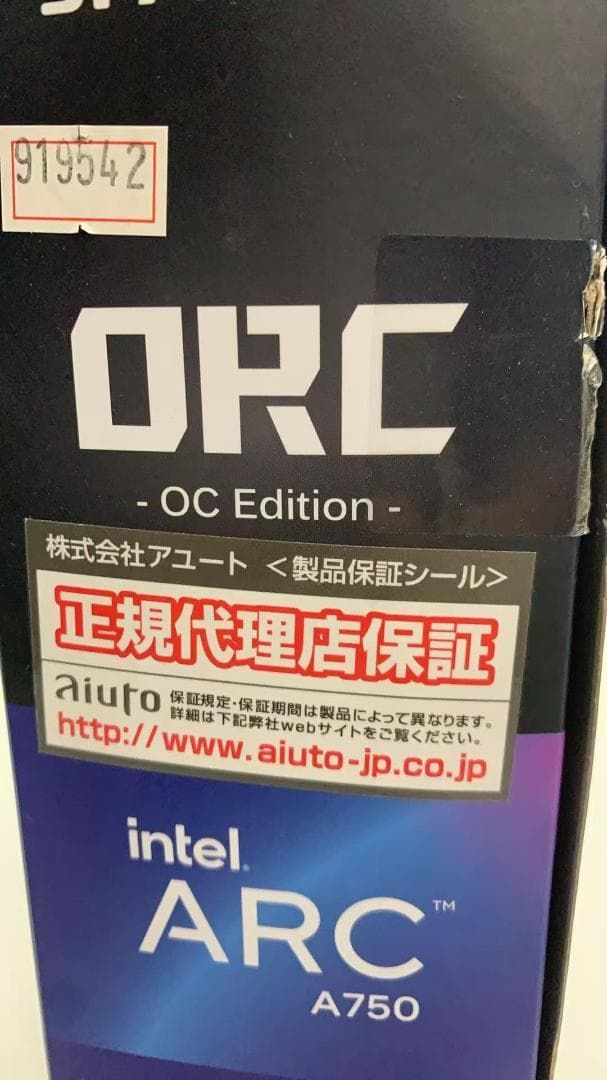 919542
ORC
- OC Edition -
株式会社アユート <製品保証シール>
正規代理店保証
aiuto 保証規定・保証期間は製品によって異なります。
詳細は下記弊社webサイトをご覧ください。
http://www.aiuto-jp.co.jp
intel.
ARC™
A750